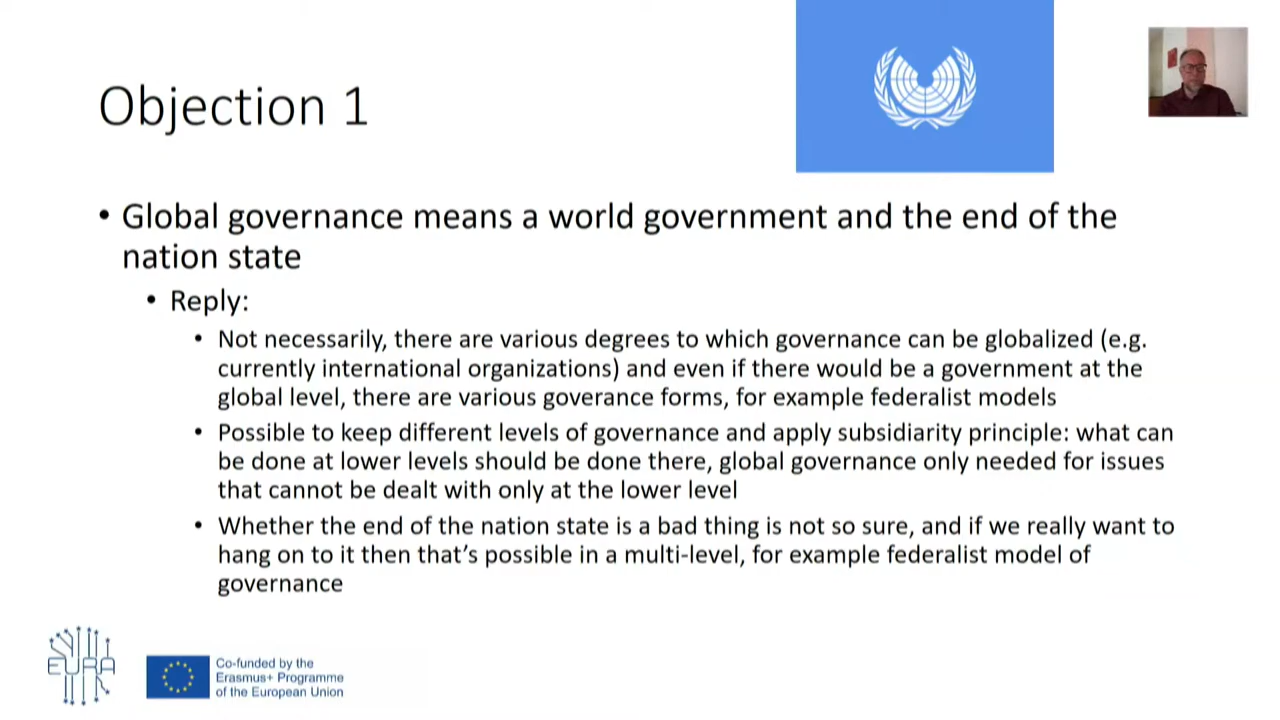 Objection 1
• Global governance means a world government and the end of the
nation state
• Reply:
• Not necessarily, there are various degrees to which governance can be globalized (e.g.
currently international organizations) and even if there would be a government at the
global level, there are various goverance forms, for example federalist models
• Possible to keep different levels of governance and apply subsidiarity principle: what can
be done at lower levels should be done there, global governance only needed for issues
that cannot be dealt with only at the lower level
• Whether the end of the nation state is a bad thing is not so sure, and if we really want to
hang on to it then that’s possible in a multi-level, for example federalist model of
governance
EURA
Co-funded by the
Erasmus+ Programme
of the European Union